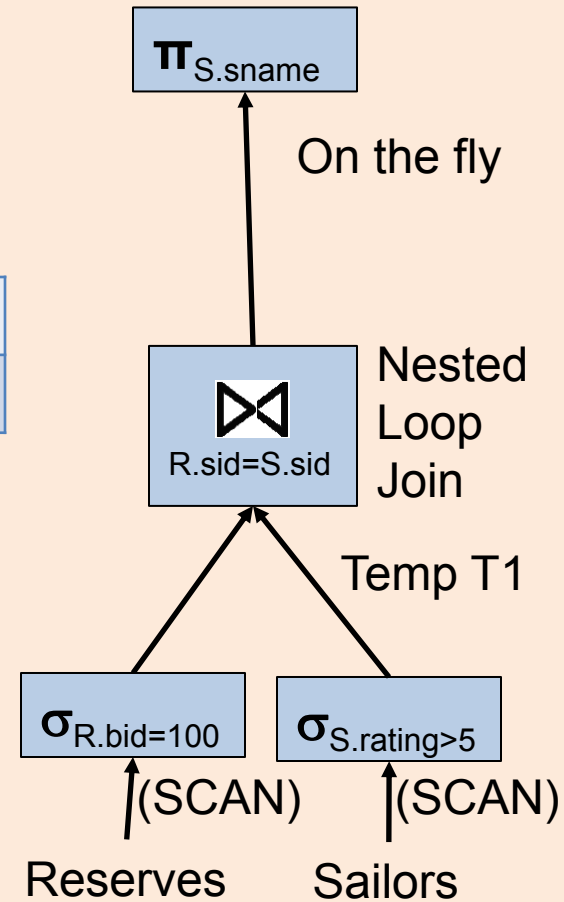 π S.sname
On the fly
Nested
Loop
Join
⋈
R.sid=S.sid
Temp T1
σ R.bid=100
σ S.rating>5
(SCAN)
(SCAN)
Reserves
Sailors